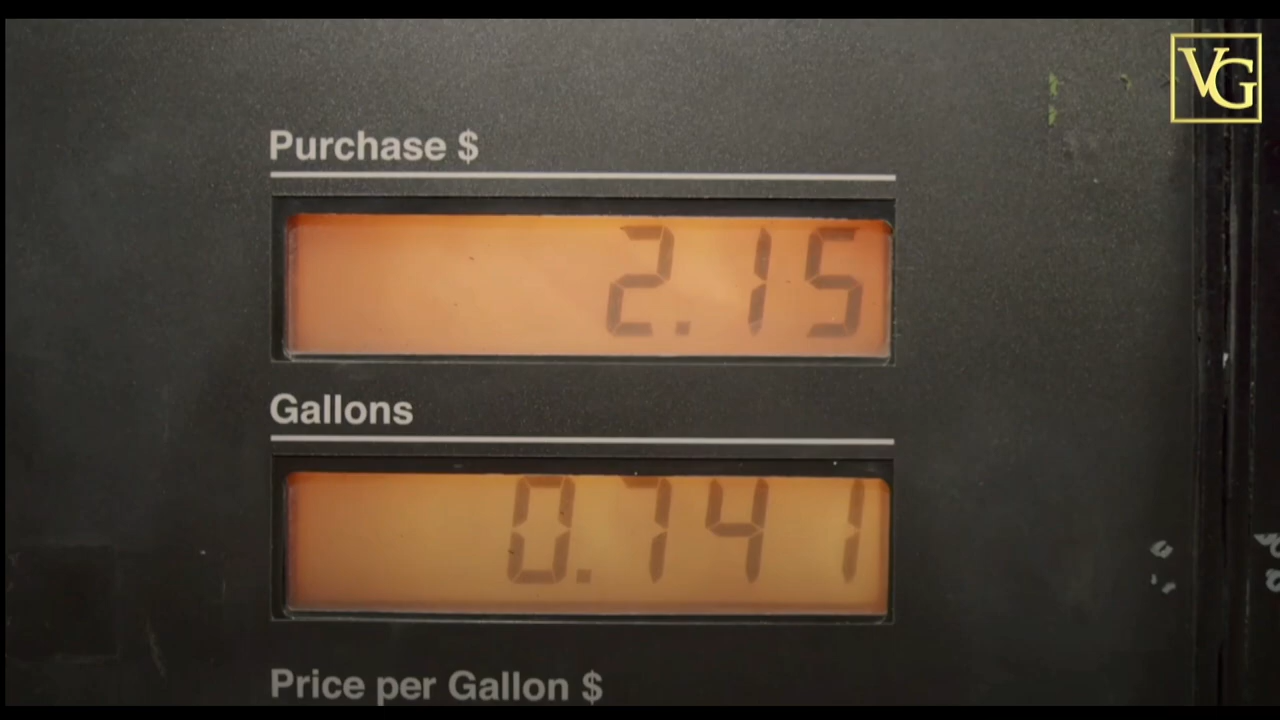 VG
Purchase $
2.15
Gallons
0.741
Price per Gallon $